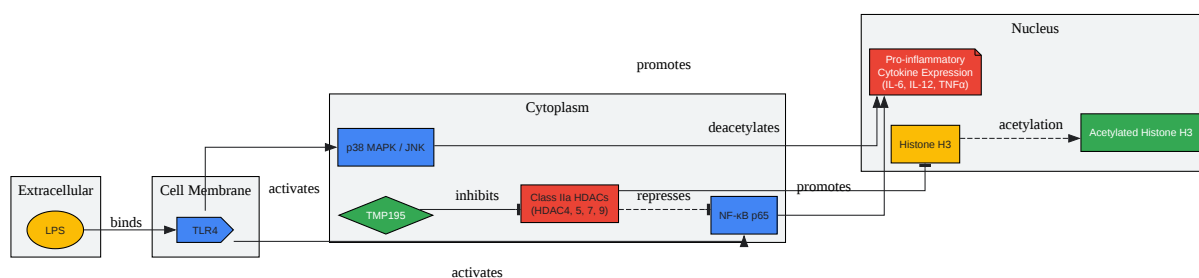 Nucleus
Pro-inflammatory
Cytokine Expression
(IL-6, IL-12, TNFα)
promotes
Cytoplasm
deacetylates
acetylation
Histone H3
Acetylated Histone H3
p38 MAPK / JNK
Extracellular
Cell Membrane
activates
inhibits
Class IIa HDACs
(HDAC4, 5, 7, 9)
represses
promotes
LPS
binds
TLR4
TMP195
NF-κB p65
activates